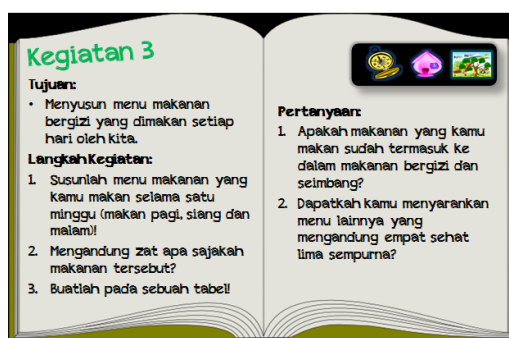 Kegiatan 3
Tujuan:
• Menyusun menu makanan
bergizi yang dimakan setiap
hari oleh kita.
Langkah Kegiatan:
1. Susunlah menu makanan yang
kamu makan selama satu
minggu (makan pagi, siang dan
malam)!
2. Mengandung zat apa sajakah
makanan tersebut?
3. Buatlah pada sebuah tabel!
Pertanyaan:
1. Apakah makanan yang kamu
makan sudah termasuk ke
dalam makanan bergizi dan
seimbang?
2. Dapatkah kamu menyarankan
menu lainnya yang
mengandung empat sehat
lima sempurna?